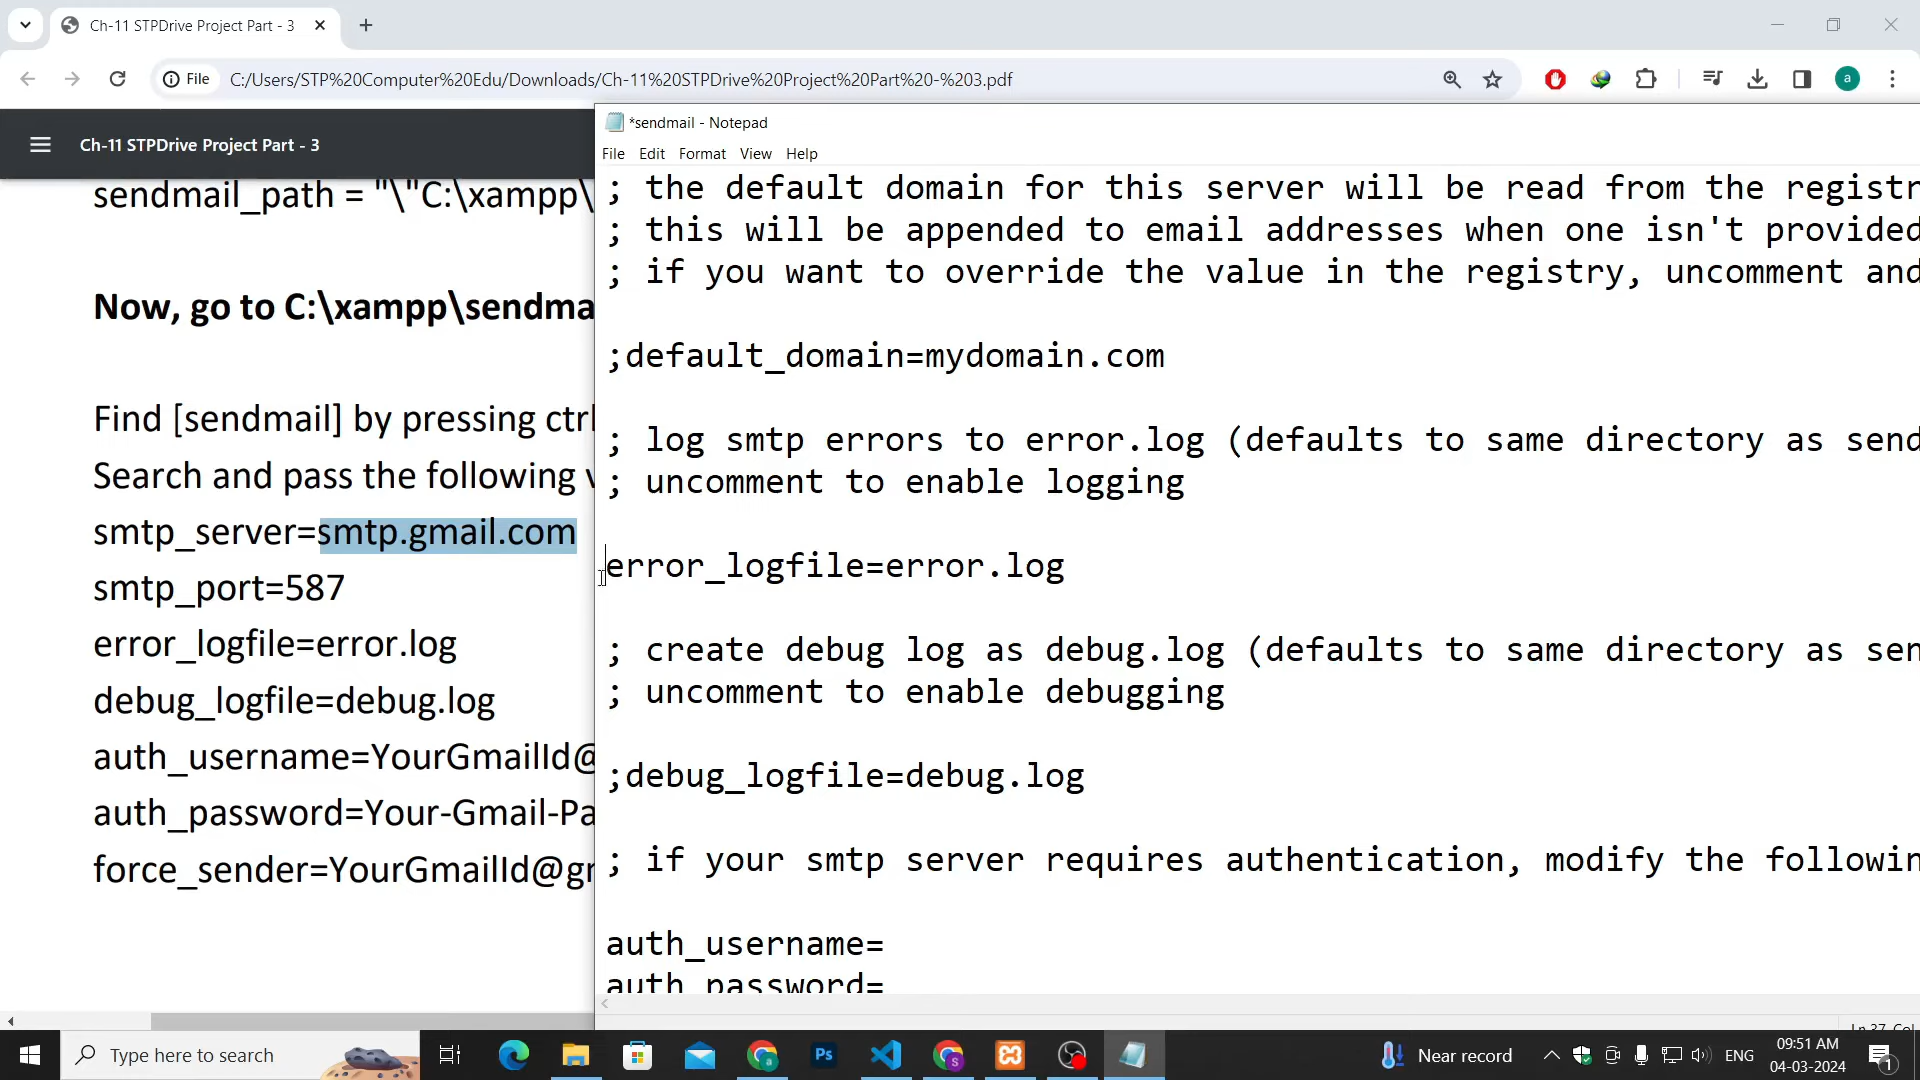 Ch-11 STPDrive Project Part - 3
File
C:/Users/STP%20Computer%20Edu/Downloads/Ch-11%20STPDrive%20Project%20Part%20-%203.pdf
a
Ch-11 STPDrive Project Part - 3
sendmail_path = "\"C:\xampp\
Now, go to C:\xampp\sendma
Find [sendmail] by pressing ctrl
Search and pass the following v
smtp_server=smtp.gmail.com
smtp_port=587
error_logfile=error.log
debug_logfile=debug.log
auth_username=YourGmailId@
auth_password=Your-Gmail-Pa
force_sender=YourGmailId@gr
*sendmail - Notepad
File Edit Format View Help
; the default domain for this server will be read from the registr
; this will be appended to email addresses when one isn't provided
; if you want to override the value in the registry, uncomment and
;default_domain=mydomain.com
; log smtp errors to error.log (defaults to same directory as send
; uncomment to enable logging
error_logfile=error.log
; create debug log as debug.log (defaults to same directory as sen
; uncomment to enable debugging
;debug_logfile=debug.log
; if your smtp server requires authentication, modify the followin
auth_username=
auth_password=
Ln 37, Col
Type here to search
Ps
a
s
Near record
ENG
09:51 AM
04-03-2024
1